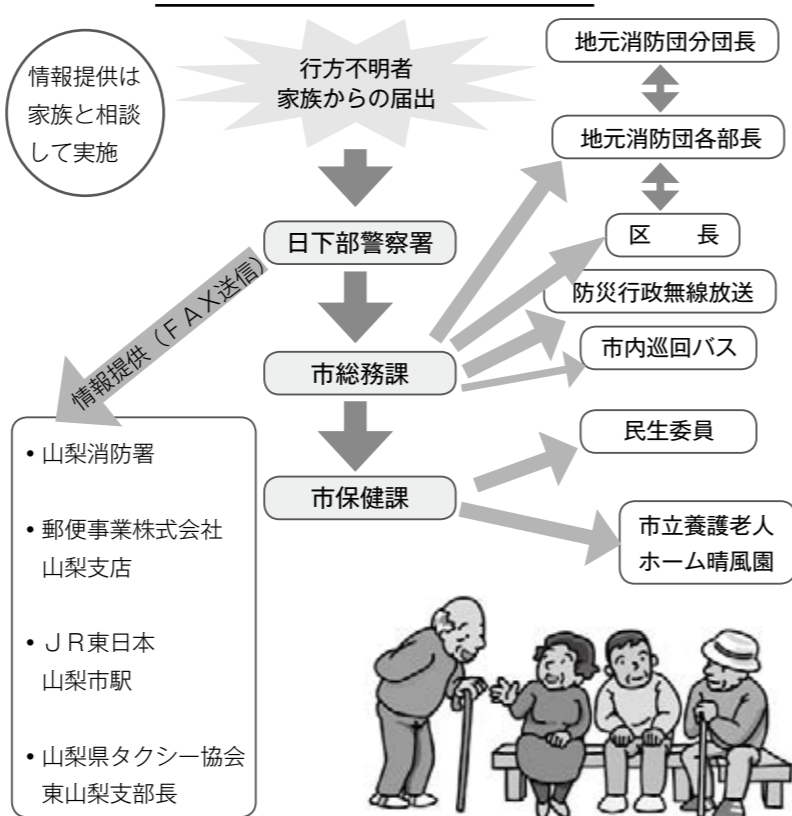 情報提供は
家族と相談
して実施
行方不明者
家族からの届出
地元消防団分団長
地元消防団各部長
区　　長
日下部警察署
防災行政無線放送
市内巡回バス
情報提供（ＦＡＸ送信）
市総務課
民生委員
市保健課
市立養護老人
ホーム晴風園
• 山梨消防署
• 郵便事業株式会社
山梨支店
• ＪＲ東日本
山梨市駅
• 山梨県タクシー協会
東山梨支部長